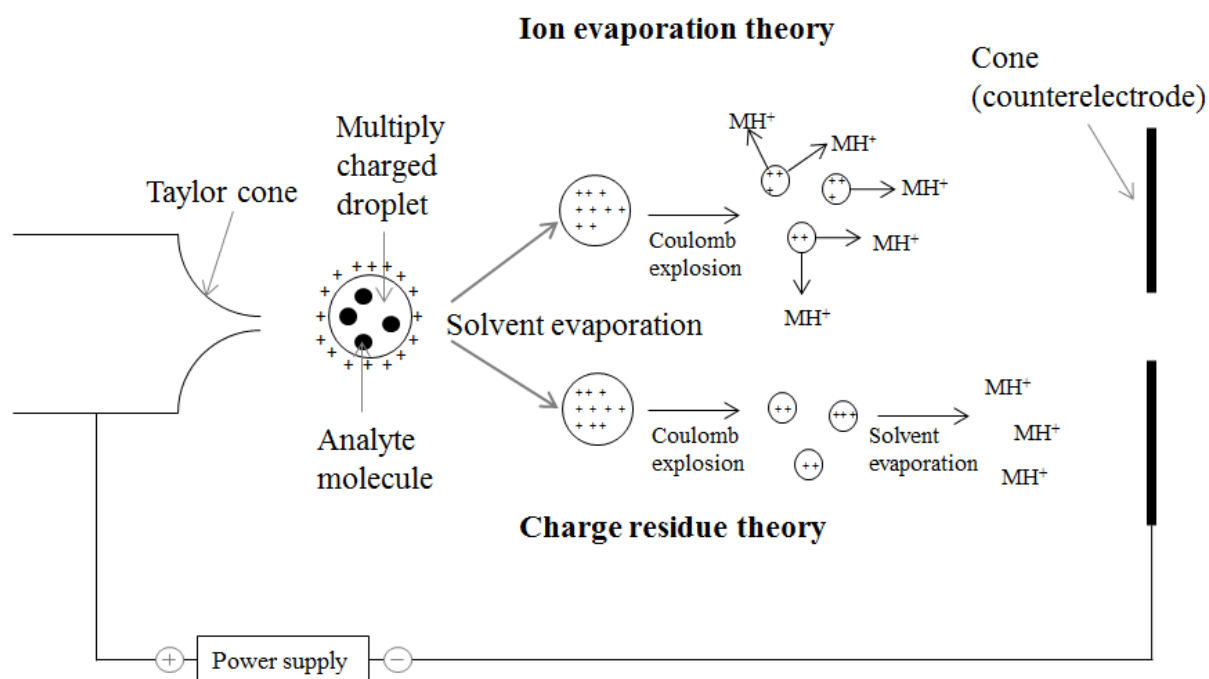 Ion evaporation theory
Cone
(counterelectrode)
Multiply
charged
droplet
Taylor cone
MH⁺
MH⁺
MH⁺
MH⁺
MH⁺
++ +
+ + + +
+ +
++
+
++
+
++
Coulomb
explosion
+ + + + + + + + + + + + + + + + + + +
Solvent evaporation
++ +
+ + + +
+ + +
++
+++
++
Coulomb
explosion
Solvent
evaporation
MH⁺
MH⁺
MH⁺
Analyte
molecule
Charge residue theory
+
Power supply
−